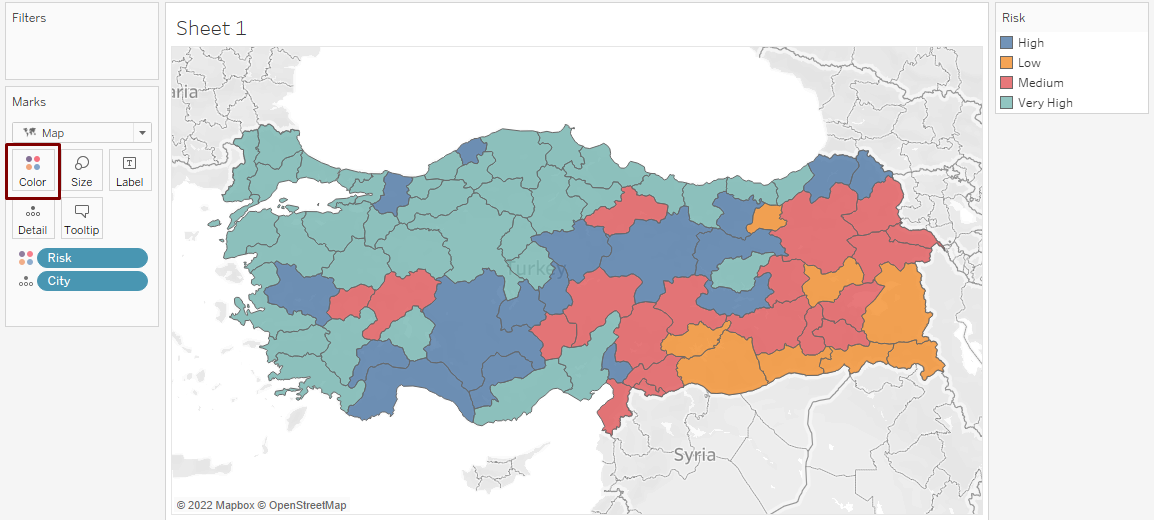 Filters
Marks
Map
Color
Size
Label
Detail
Tooltip
Risk
City
Sheet 1
aria
Turkey
Syria
© 2022 Mapbox © OpenStreetMap
Risk
High
Low
Medium
Very High